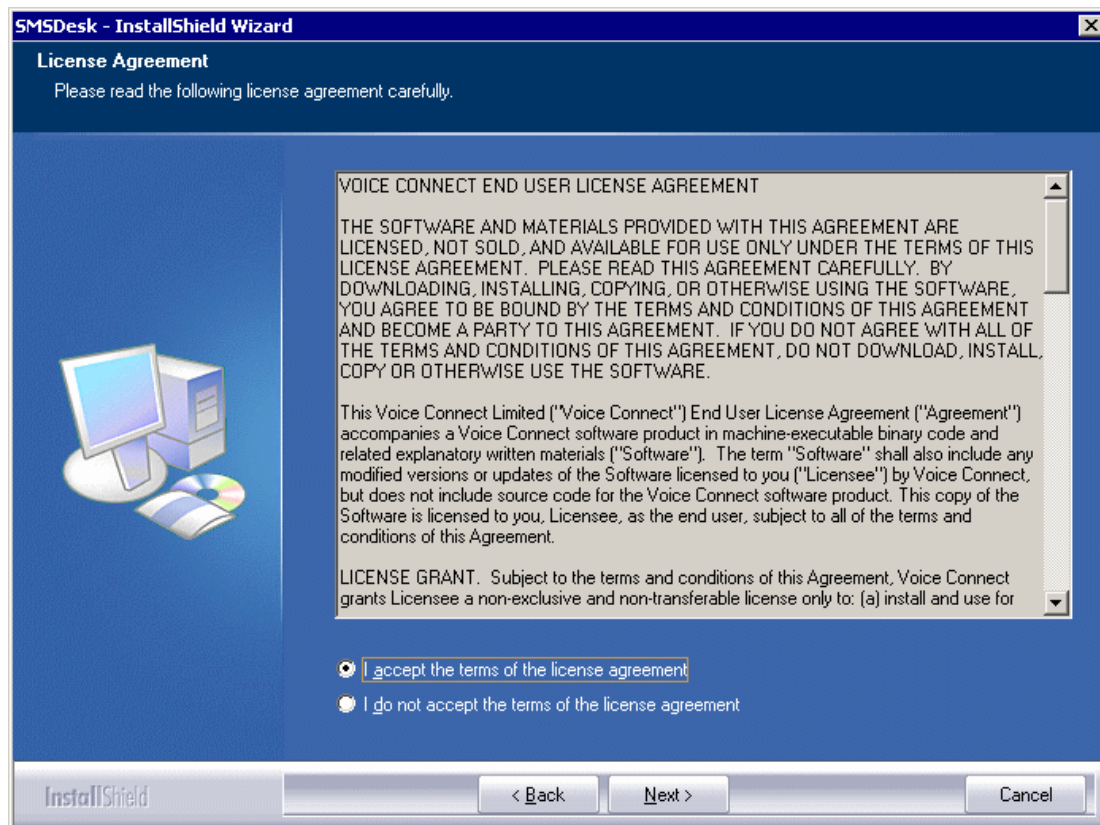 SMSDesk - InstallShield Wizard
License Agreement
Please read the following license agreement carefully.
VOICE CONNECT END USER LICENSE AGREEMENT
THE SOFTWARE AND MATERIALS PROVIDED WITH THIS AGREEMENT ARE
LICENSED, NOT SOLD, AND AVAILABLE FOR USE ONLY UNDER THE TERMS OF THIS
LICENSE AGREEMENT.  PLEASE READ THIS AGREEMENT CAREFULLY.  BY
DOWNLOADING, INSTALLING, COPYING, OR OTHERWISE USING THE SOFTWARE,
YOU AGREE TO BE BOUND BY THE TERMS AND CONDITIONS OF THIS AGREEMENT
AND BECOME A PARTY TO THIS AGREEMENT.  IF YOU DO NOT AGREE WITH ALL OF
THE TERMS AND CONDITIONS OF THIS AGREEMENT, DO NOT DOWNLOAD, INSTALL,
COPY OR OTHERWISE USE THE SOFTWARE.
This Voice Connect Limited ("Voice Connect") End User License Agreement ("Agreement")
accompanies a Voice Connect software product in machine-executable binary code and
related explanatory written materials ("Software").  The term "Software" shall also include any
modified versions or updates of the Software licensed to you ("Licensee") by Voice Connect,
but does not include source code for the Voice Connect software product. This copy of the
Software is licensed to you, Licensee, as the end user, subject to all of the terms and
conditions of this Agreement.
LICENSE GRANT.  Subject to the terms and conditions of this Agreement, Voice Connect
grants Licensee a non-exclusive and non-transferable license only to: (a) install and use for
I accept the terms of the license agreement
I do not accept the terms of the license agreement
InstallShield
< Back
Next >
Cancel